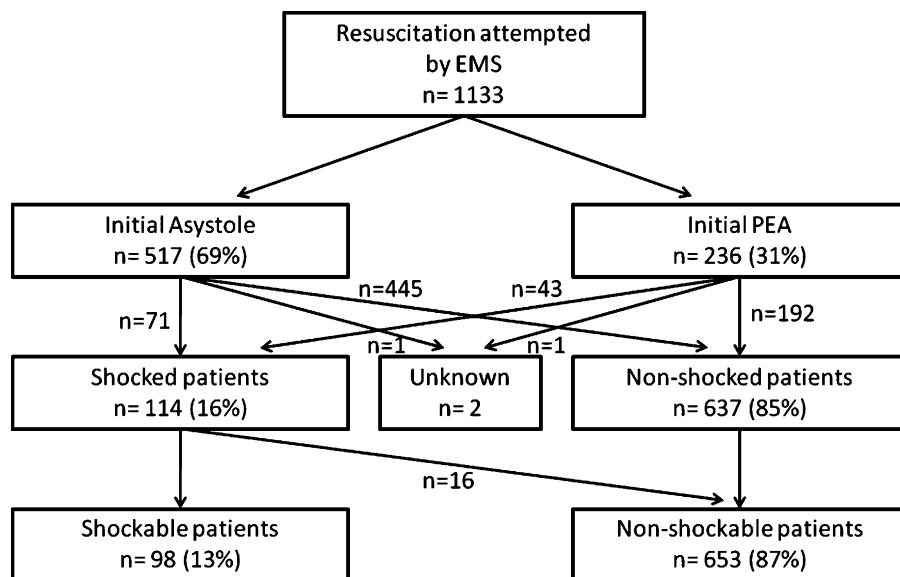 Resuscitation attempted
by EMS
n= 1133
Initial Asystole
n= 517 (69%)
Initial PEA
n= 236 (31%)
n=445
n=43
n=71
n=192
n=1
n=1
Shocked patients
n= 114 (16%)
Unknown
n= 2
Non-shocked patients
n= 637 (85%)
n=16
Shockable patients
n= 98 (13%)
Non-shockable patients
n= 653 (87%)